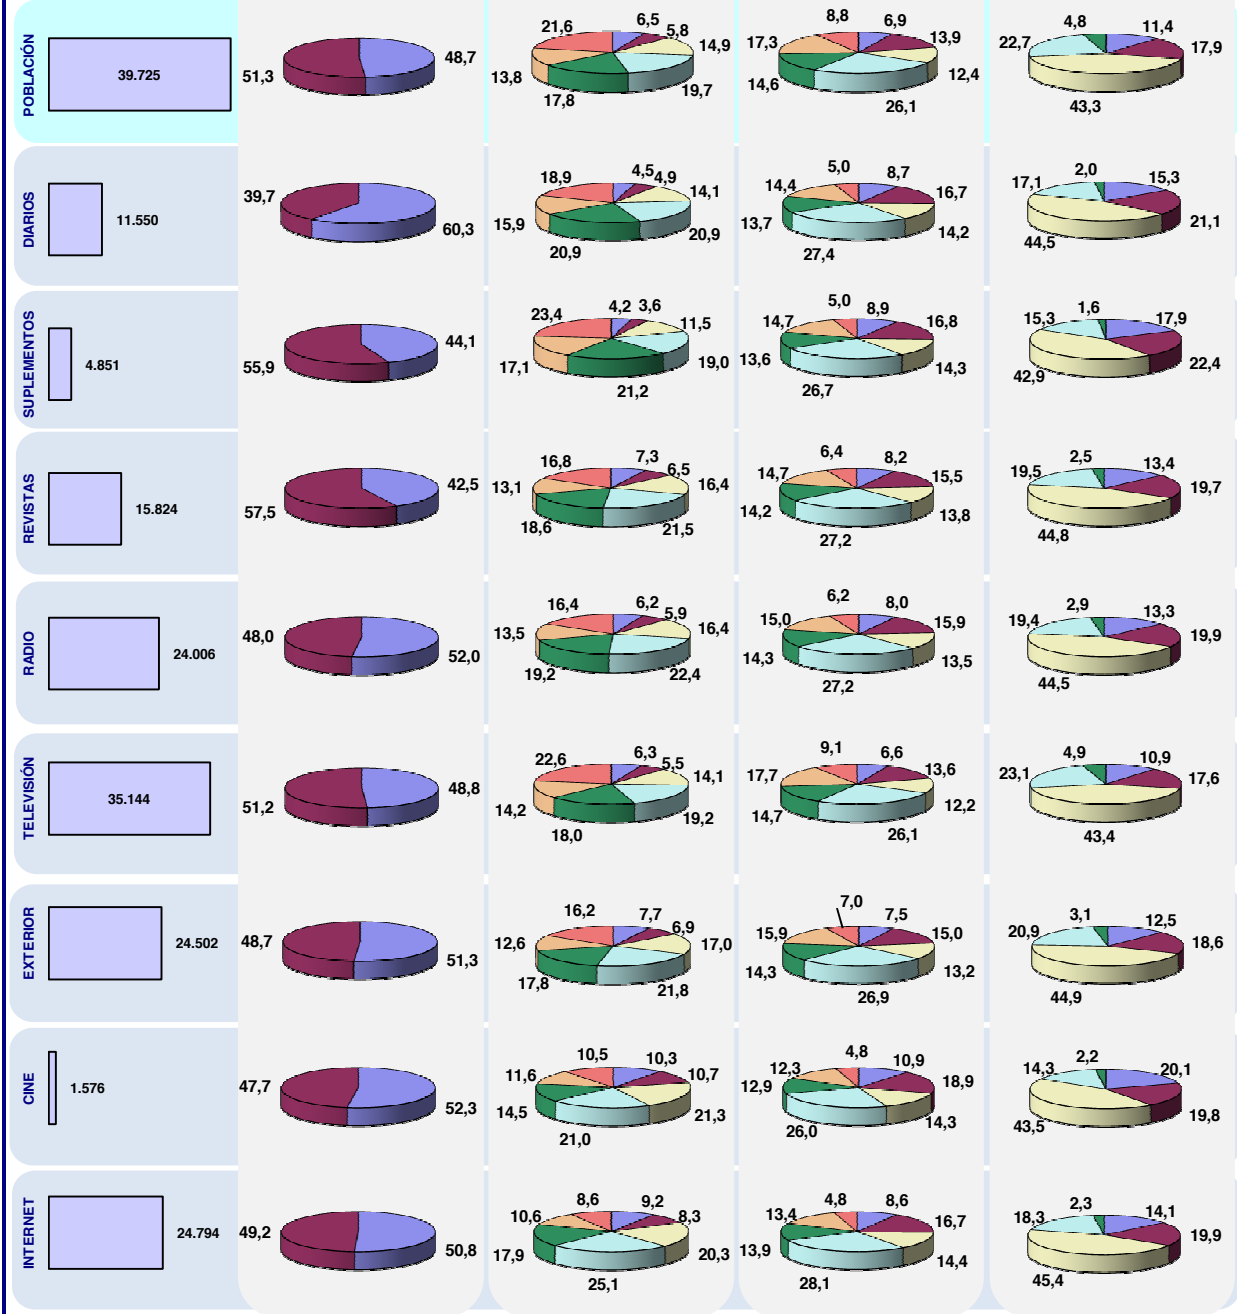 POBLACIÓN
39.725
51,3 48,7
21,6 6,5 5,8 14,9 19,7 17,8 13,8
8,8 6,9 13,9 12,4 26,1 14,6 17,3
4,8 11,4 17,9 43,3 22,7
DIARIOS
11.550
39,7 60,3
18,9 4,5 4,9 14,1 20,9 20,9 15,9
5,0 8,7 16,7 14,2 27,4 13,7 14,4
2,0 15,3 21,1 44,5 17,1
SUPLEMENTOS
4.851
55,9 44,1
23,4 4,2 3,6 11,5 19,0 21,2 17,1
5,0 8,9 16,8 14,3 26,7 13,6 14,7
1,6 17,9 22,4 42,9 15,3
REVISTAS
15.824
57,5 42,5
16,8 7,3 6,5 16,4 21,5 18,6 13,1
6,4 8,2 15,5 13,8 27,2 14,2 14,7
2,5 13,4 19,7 44,8 19,5
RADIO
24.006
48,0 52,0
16,4 6,2 5,9 16,4 22,4 19,2 13,5
6,2 8,0 15,9 13,5 27,2 14,3 15,0
2,9 13,3 19,9 44,5 19,4
TELEVISIÓN
35.144
51,2 48,8
22,6 6,3 5,5 14,1 19,2 18,0 14,2
9,1 6,6 13,6 12,2 26,1 14,7 17,7
4,9 10,9 17,6 43,4 23,1
EXTERIOR
24.502
48,7 51,3
16,2 7,7 6,9 17,0 21,8 17,8 12,6
7,0 7,5 15,0 13,2 26,9 14,3 15,9
3,1 12,5 18,6 44,9 20,9
CINE
1.576
47,7 52,3
10,5 10,3 10,7 21,3 21,0 14,5 11,6
4,8 10,9 18,9 14,3 26,0 12,9 12,3
2,2 20,1 19,8 43,5 14,3
INTERNET
24.794
49,2 50,8
8,6 9,2 8,3 20,3 25,1 17,9 10,6
4,8 8,6 16,7 14,4 28,1 13,9 13,4
2,3 14,1 19,9 45,4 18,3